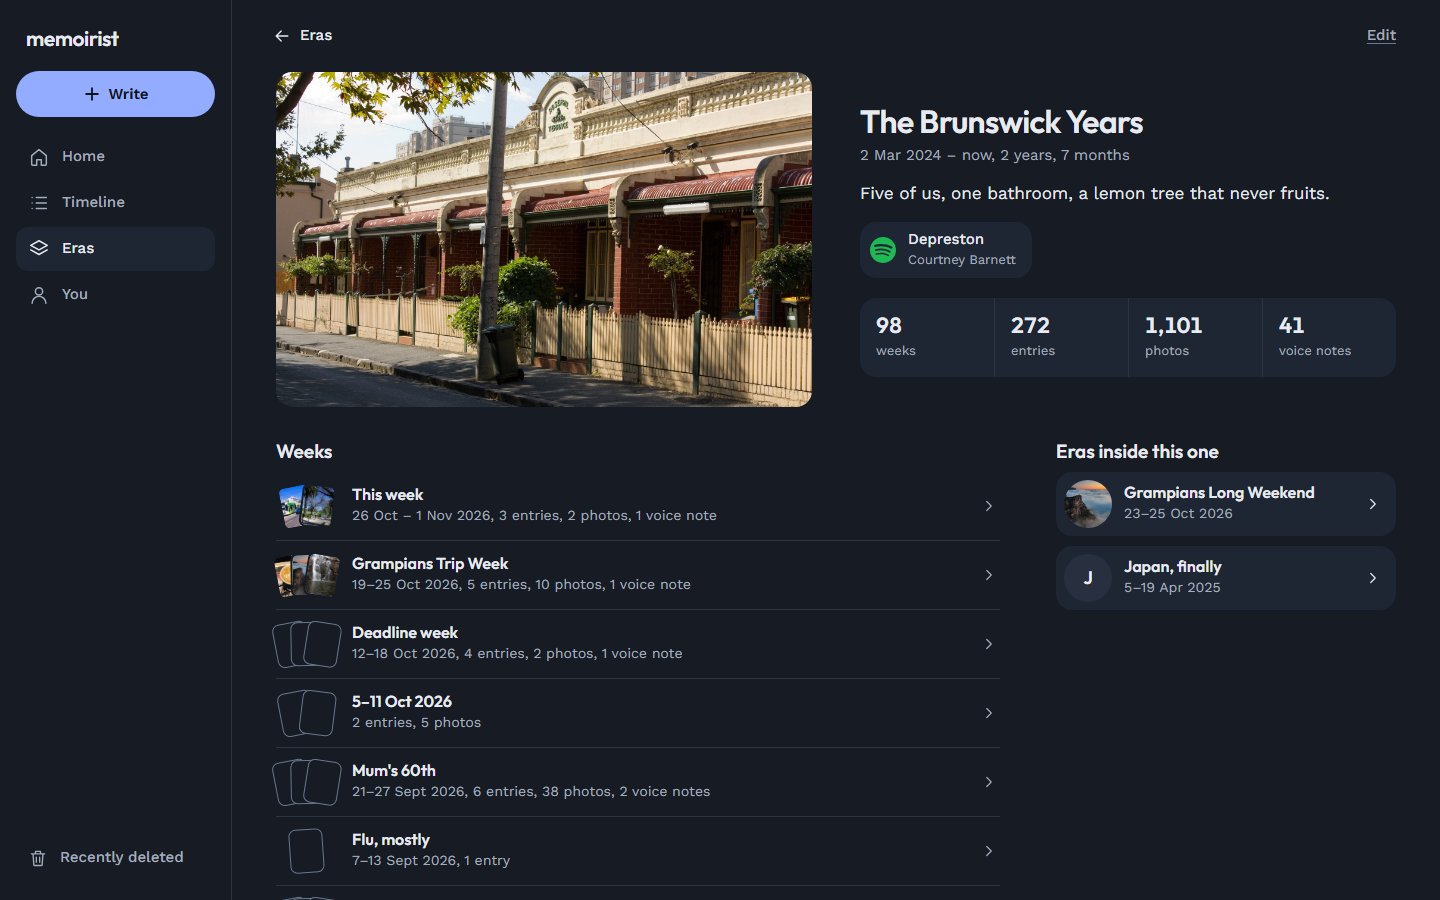 memoirist
Write
Home
Timeline
Eras
You
Recently deleted
Eras
Edit
The Brunswick Years
2 Mar 2024 – now, 2 years, 7 months
Five of us, one bathroom, a lemon tree that never fruits.
Depreston
Courtney Barnett
98
weeks
272
entries
1,101
photos
41
voice notes
Weeks
This week
26 Oct – 1 Nov 2026, 3 entries, 2 photos, 1 voice note
Grampians Trip Week
19–25 Oct 2026, 5 entries, 10 photos, 1 voice note
Deadline week
12–18 Oct 2026, 4 entries, 2 photos, 1 voice note
5–11 Oct 2026
2 entries, 5 photos
Mum's 60th
21–27 Sept 2026, 6 entries, 38 photos, 2 voice notes
Flu, mostly
7–13 Sept 2026, 1 entry
Eras inside this one
Grampians Long Weekend
23–25 Oct 2026
J
Japan, finally
5–19 Apr 2025